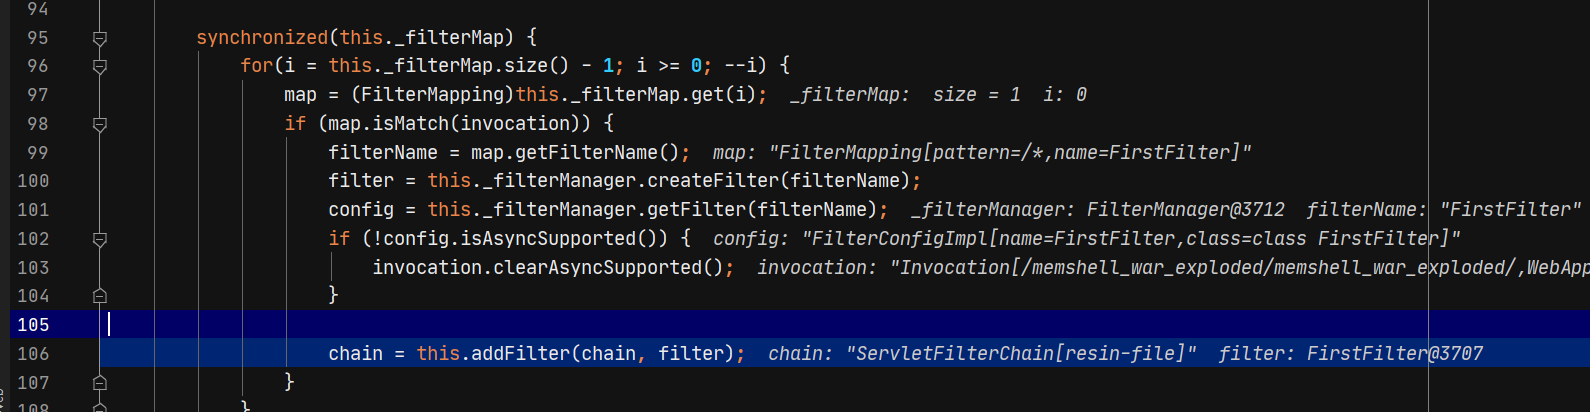 94
95 synchronized(this._filterMap) {
96 for(i = this._filterMap.size() - 1; i >= 0; --i) {
97 map = (FilterMapping)this._filterMap.get(i); _filterMap: size = 1 i: 0
98 if (map.isMatch(invocation)) {
99 filterName = map.getFilterName(); map: "FilterMapping[pattern=/*,name=FirstFilter]"
100 filter = this._filterManager.createFilter(filterName);
101 config = this._filterManager.getFilter(filterName); _filterManager: FilterManager@3712 filterName: "FirstFilter"
102 if (!config.isAsyncSupported()) { config: "FilterConfigImpl[name=FirstFilter,class=class FirstFilter]"
103 invocation.clearAsyncSupported(); invocation: "Invocation[/memshell_war_exploded/memshell_war_exploded/,WebApp
104 }
105
106 chain = this.addFilter(chain, filter); chain: "ServletFilterChain[resin-file]" filter: FirstFilter@3707
107 }
108 }